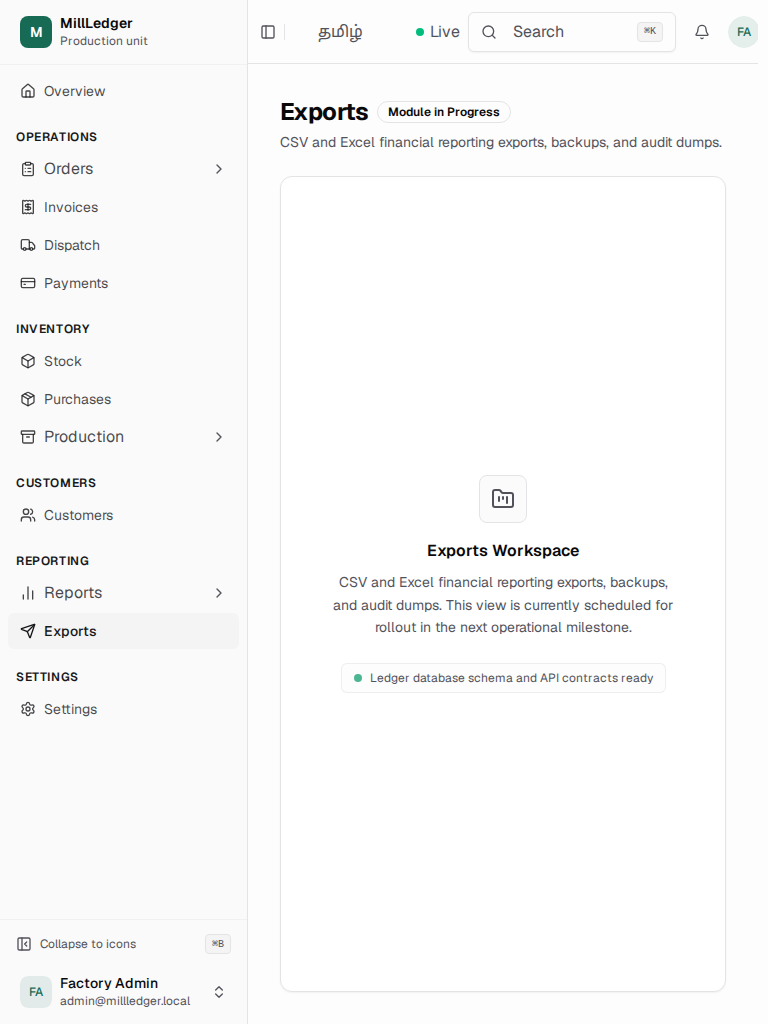 M
MillLedger
Production unit
Overview
OPERATIONS
Orders
Invoices
Dispatch
Payments
INVENTORY
Stock
Purchases
Production
CUSTOMERS
Customers
REPORTING
Reports
Exports
SETTINGS
Settings
Collapse to icons ⌘B
FA
Factory Admin
admin@millledger.local
தமிழ் Live Search ⌘K FA
Exports Module in Progress
CSV and Excel financial reporting exports, backups, and audit dumps.
Exports Workspace
CSV and Excel financial reporting exports, backups,
and audit dumps. This view is currently scheduled for
rollout in the next operational milestone.
Ledger database schema and API contracts ready